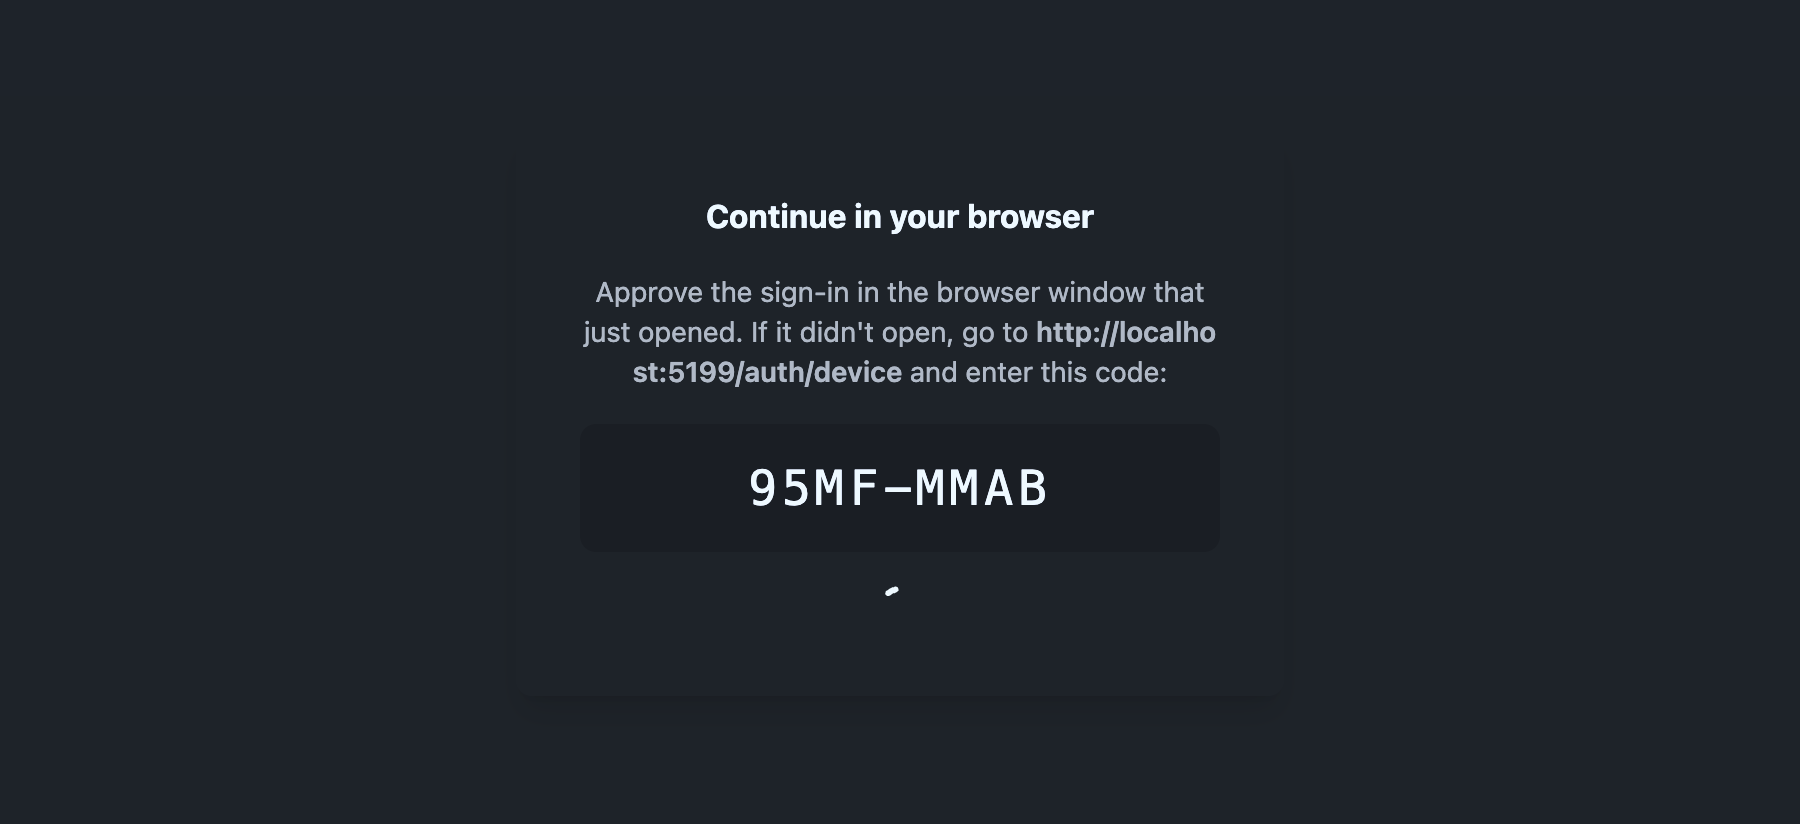 Continue in your browser
Approve the sign-in in the browser window that
just opened. If it didn't open, go to http://localho
st:5199/auth/device and enter this code:
95MF-MMAB